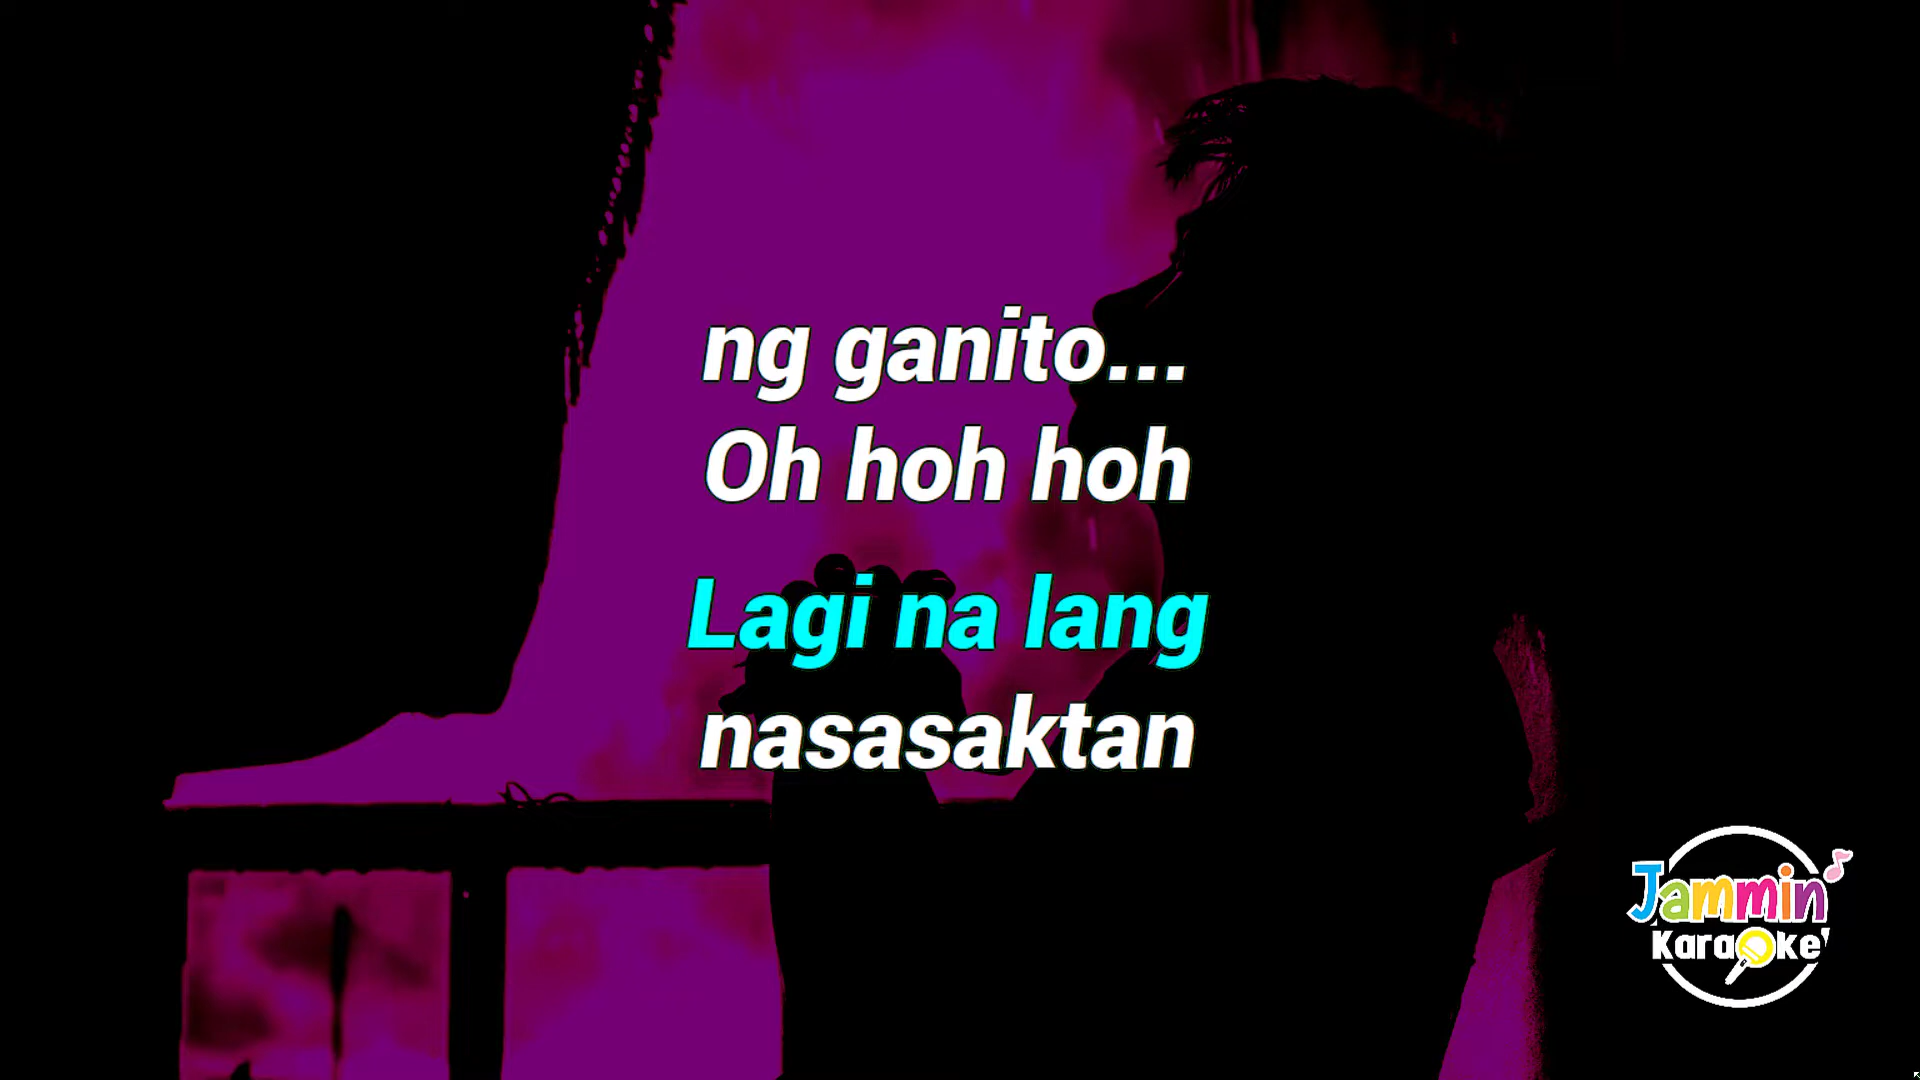 ng ganito...
Oh hoh hoh
Lagi na lang
nasasaktan
Jammin'
Karaoke